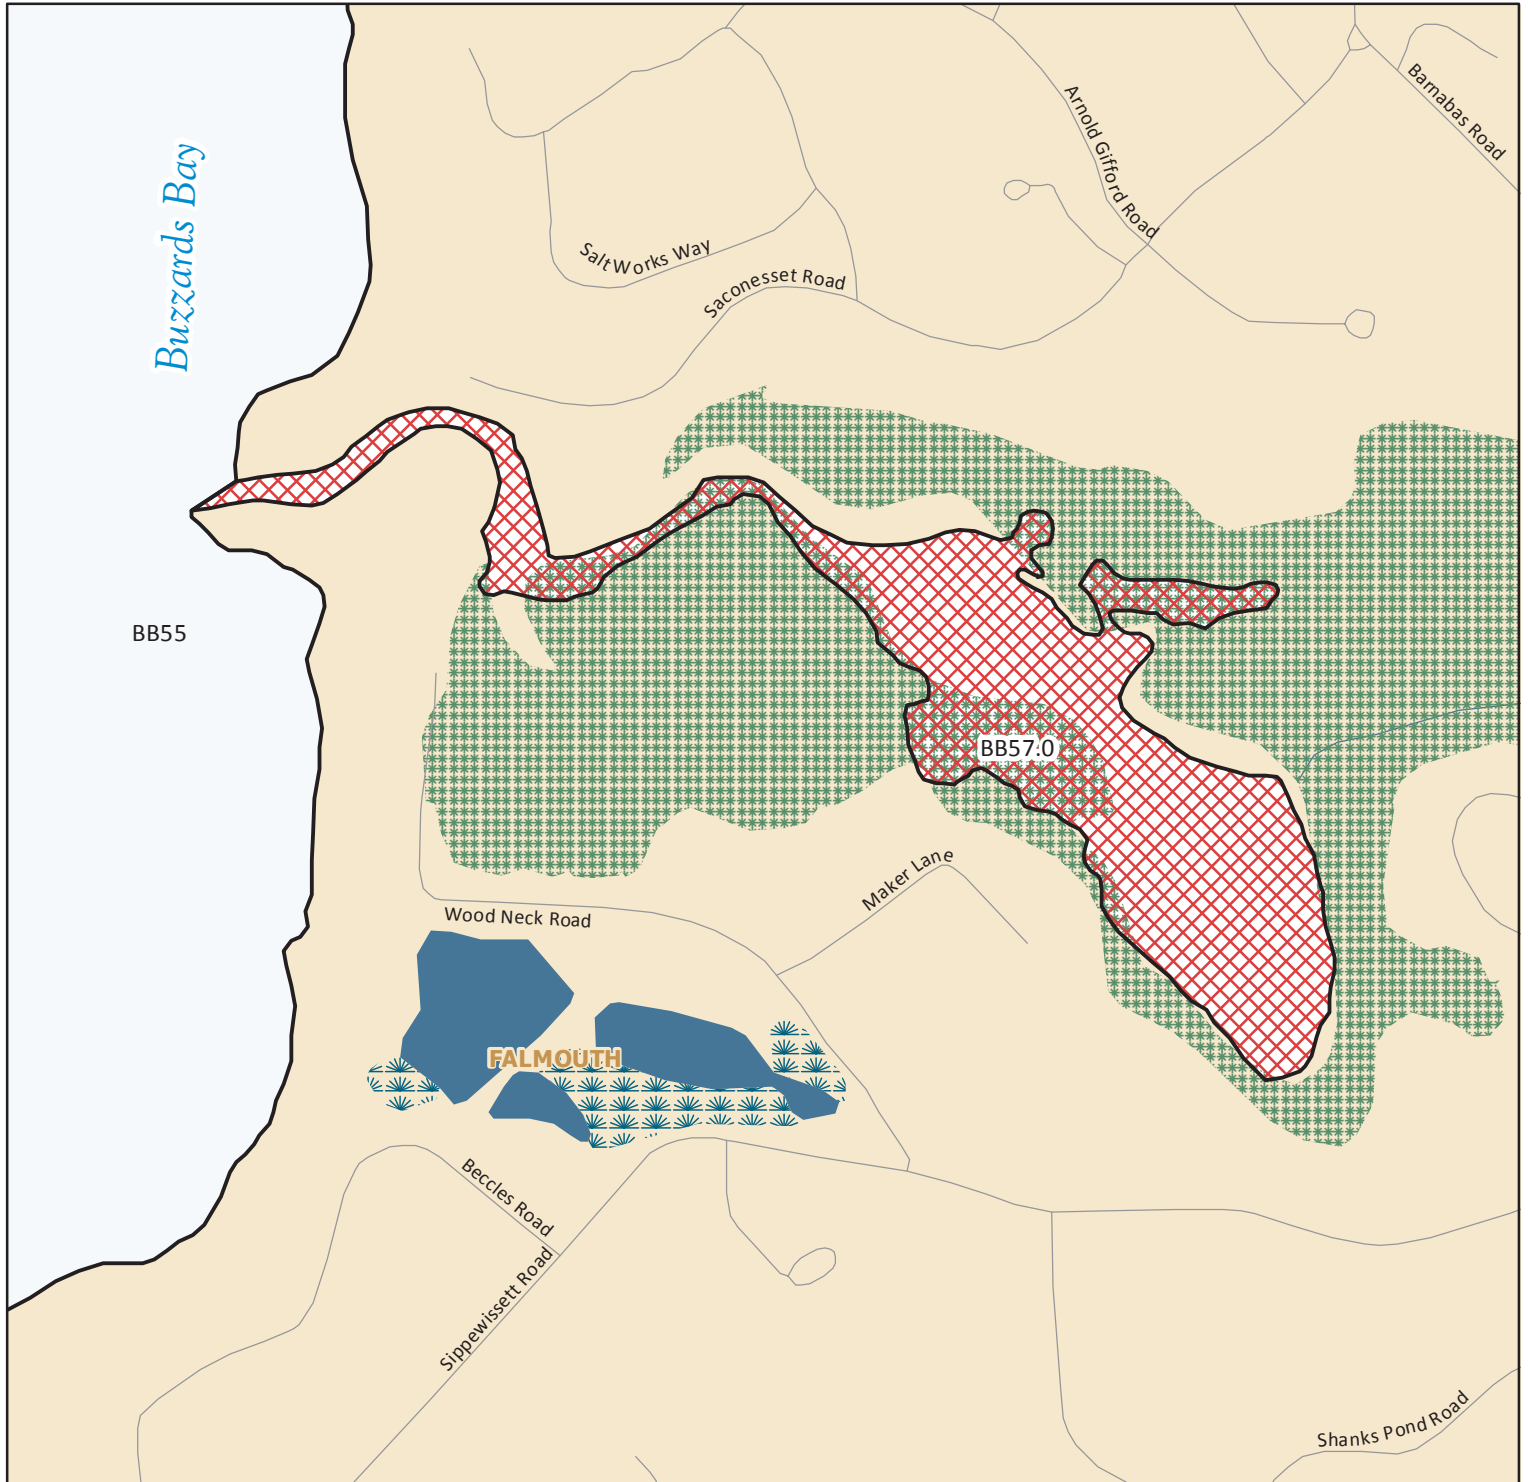 Barnabas Road
Arnold Gifford Road
Buzzards Bay
Salt Works Way
Saconesset Road
BB55
BB57.0
Maker Lane
Wood Neck Road
FALMOUTH
Beccles Road
Sippewissett Road
Shanks Pond Road